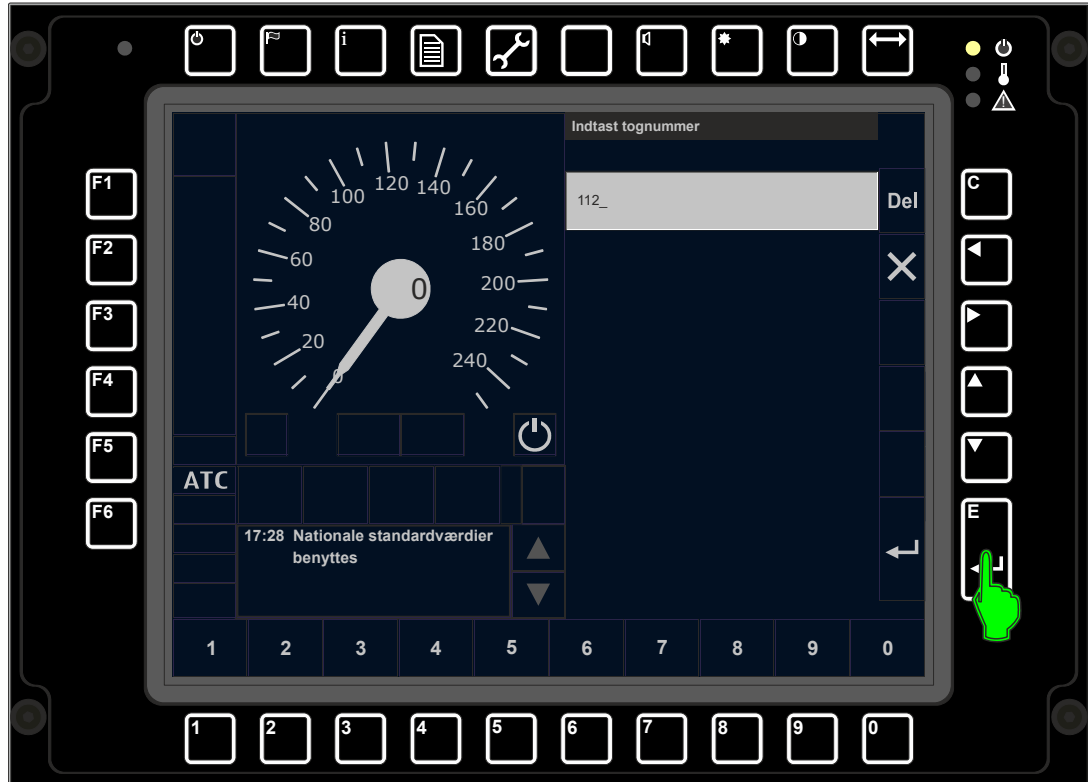 i
Indtast tognummer
F1
F2
F3
F4
F5
F6
0
20
40
60
80
100
120
140
160
180
200
220
240
0
112_
Del
C
ATC
17:28 Nationale standardværdier
benyttes
E
1 2 3 4 5 6 7 8 9 0
1 2 3 4 5 6 7 8 9 0